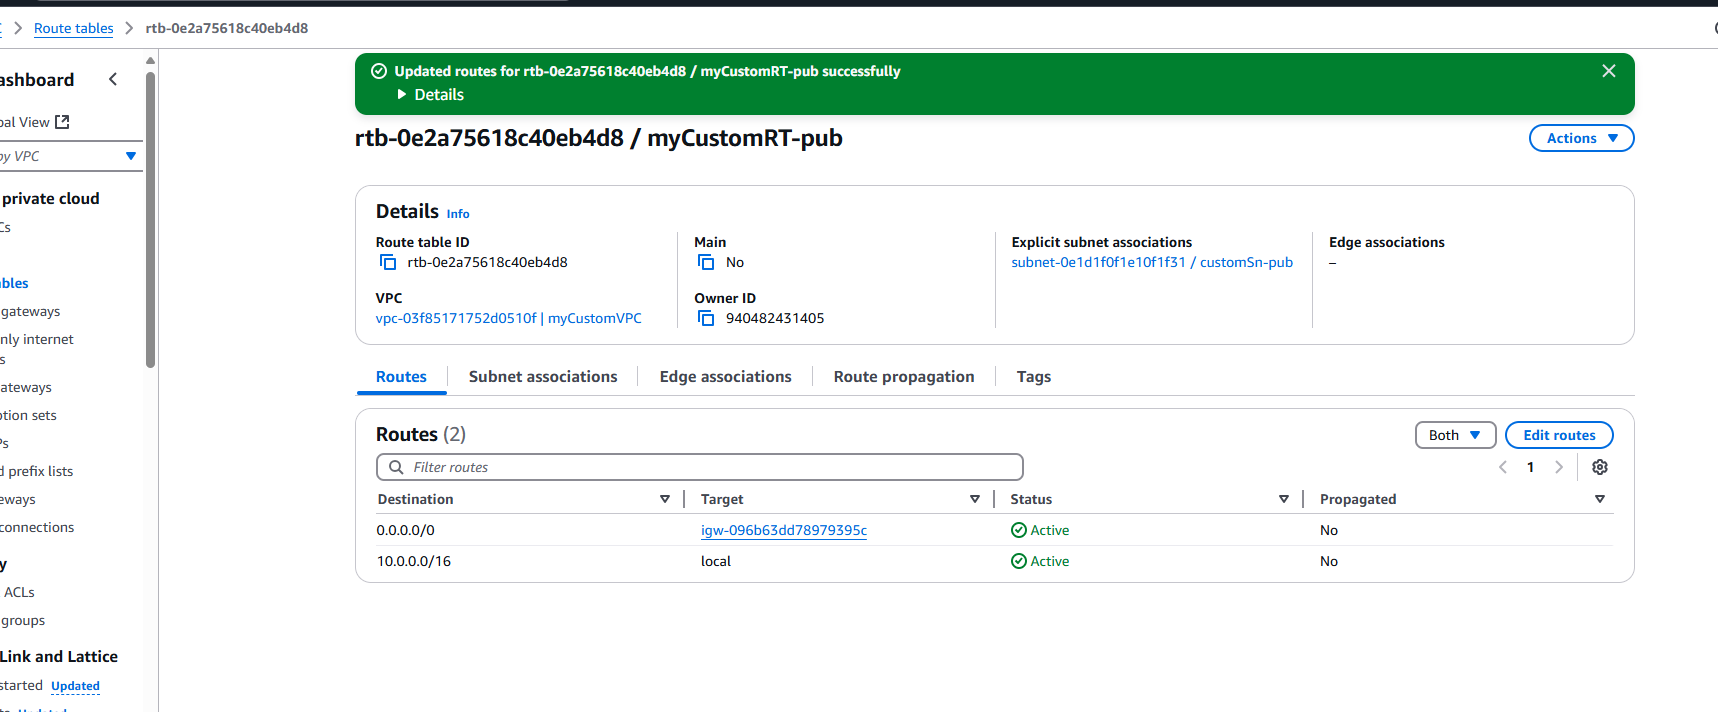 Route tables
rtb-0e2a75618c40eb4d8
ashboard
Updated routes for rtb-0e2a75618c40eb4d8 / myCustomRT-pub successfully
Details
bal View
rtb-0e2a75618c40eb4d8 / myCustomRT-pub
Actions
by VPC
private cloud
Cs
bles
gateways
nly internet
s
ateways
otion sets
Ps
d prefix lists
eways
connections
y
ACLs
groups
Link and Lattice
started Updated
Details Info
Route table ID
rtb-0e2a75618c40eb4d8
Main
No
Explicit subnet associations
subnet-0e1d1f0f1e10f1f31 / customSn-pub
Edge associations
–
VPC
vpc-03f85171752d0510f | myCustomVPC
Owner ID
940482431405
Routes Subnet associations Edge associations Route propagation Tags
Routes (2)
Both
Edit routes
Filter routes
1
Destination Target Status Propagated
0.0.0.0/0 igw-096b63dd78979395c Active No
10.0.0.0/16 local Active No